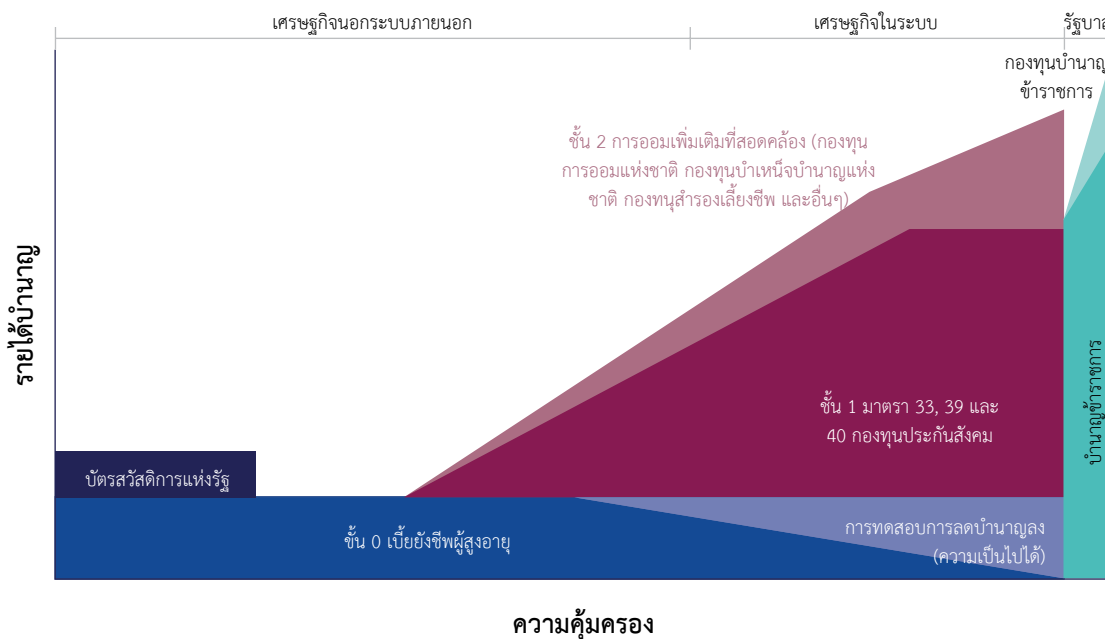 เศรษฐกิจนอกระบบภายนอก
เศรษฐกิจในระบบ
รัฐบาล
กองทุนบำนาญ
ข้าราชการ
ชั้น 2 การออมเพิ่มเติมที่สอดคล้อง (กองทุน
การออมแห่งชาติ กองทุนบำเหน็จบำนาญแห่ง
ชาติ กองทนุสำรองเลี้ยงชีพ และอื่นๆ)
รายได้บำนาญ
ชั้น 1 มาตรา 33, 39 และ
40 กองทุนประกันสังคม
บำนาญข้าราชการ
บัตรสวัสดิการแห่งรัฐ
ชั้น 0 เบี้ยยังชีพผู้สูงอายุ
การทดสอบการลดบำนาญลง
(ความเป็นไปได้)
ความคุ้มครอง